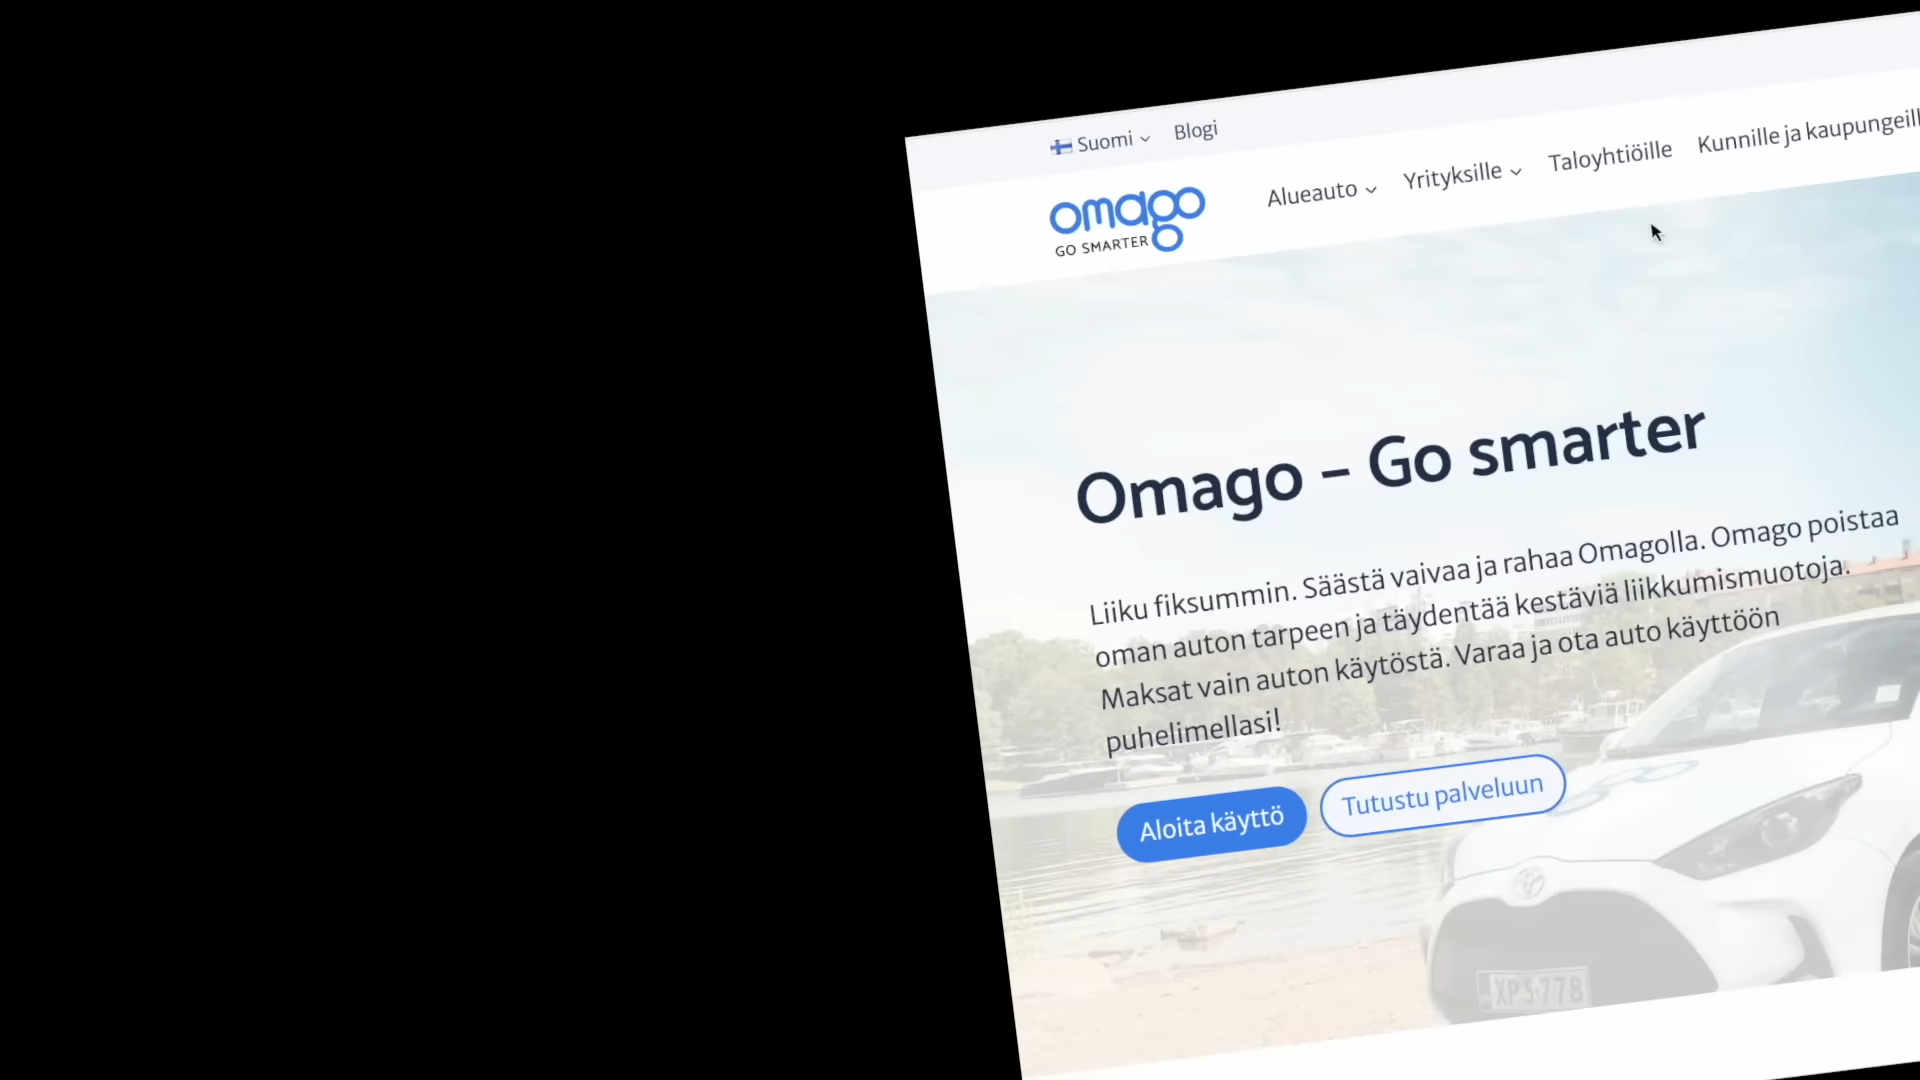 Suomi Blogi
omago
GO SMARTER
Alueauto Yrityksille Taloyhtiöille Kunnille ja
Omago – Go smarter
Liiku fiksummin. Säästä vaivaa ja rahaa Omagolla. Omago poistaa
oman auton tarpeen ja täydentää kestäviä liikkumismuotoja.
Maksat vain auton käytöstä. Varaa ja ota auto käyttöön
puhelimellasi!
Aloita käyttö Tutustu palveluun
XPS-778